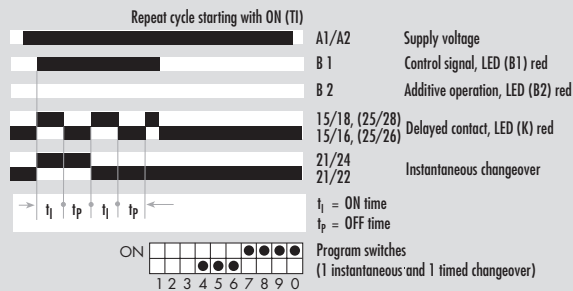 Repeat cycle starting with ON (TI)
A1/A2 Supply voltage
B 1 Control signal, LED (B1) red
B 2 Additive operation, LED (B2) red
15/18, (25/28)
15/16, (25/26) Delayed contact, LED (K) red
21/24
21/22 Instantaneous changeover
tI tP tI tP
tI = ON time
tP = OFF time
ON
Program switches
(1 instantaneous and 1 timed changeover)
1 2 3 4 5 6 7 8 9 0